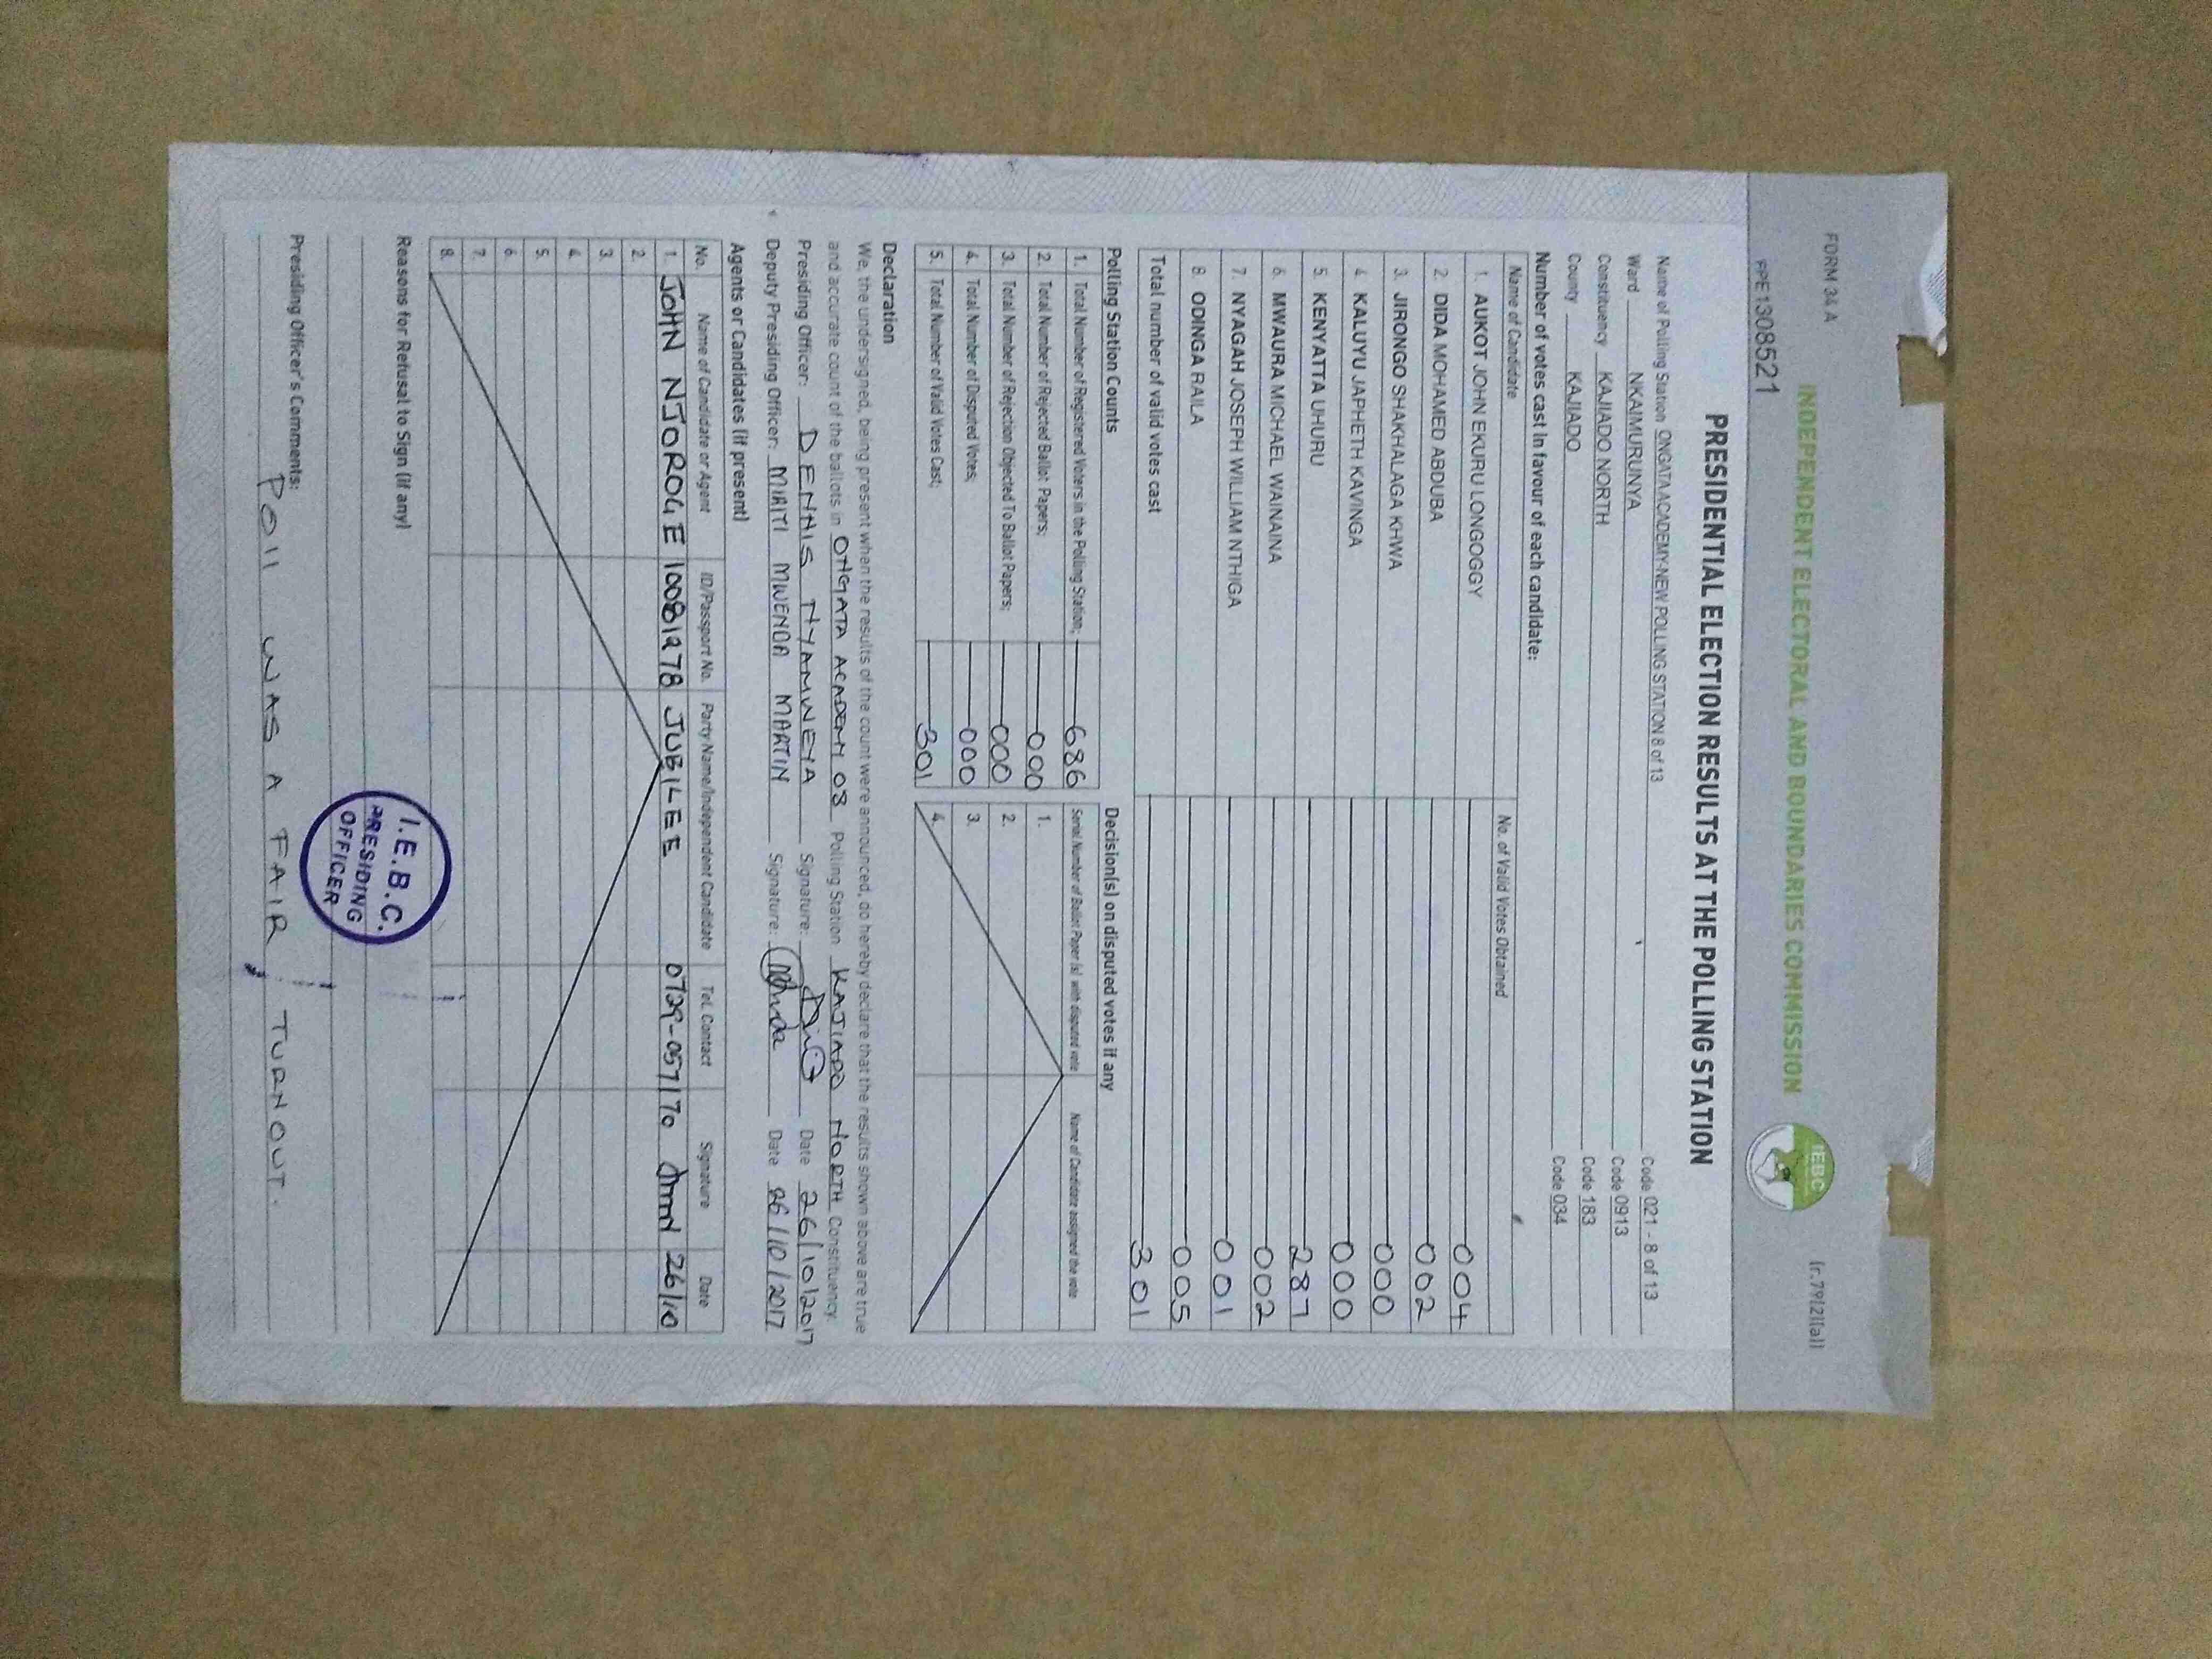 FORM 34 A
(r.79(2)(a))
INDEPENDENT ELECTORAL AND BOUNDARIES COMMISSION
IEBC
PPE1308521
PRESIDENTIAL ELECTION RESULTS AT THE POLLING STATION
Name of Polling Station ONGATA ACADEMY-NEW POLLING STATION 8 of 13 Code 021 - 8 of 13
Ward NKAIMURUNYA Code 0913
Constituency KAJIADO NORTH Code 183
County KAJIADO Code 034
Number of votes cast in favour of each candidate:
Name of Candidate No. of Valid Votes Obtained
1. AUKOT JOHN EKURU LONGOGGY 004
2. DIDA MOHAMED ABDUBA 002
3. JIRONGO SHAKHALAGA KHWA 000
4. KALUYU JAPHETH KAVINGA 000
5. KENYATTA UHURU 287
6. MWAURA MICHAEL WAINAINA 002
7. NYAGAH JOSEPH WILLIAM NTHIGA 001
8. ODINGA RAILA 005
Total number of valid votes cast 301
Polling Station Counts
1. Total Number of Registered Voters in the Polling Station; 686
2. Total Number of Rejected Ballot Papers; 000
3. Total Number of Rejection Objected To Ballot Papers; 000
4. Total Number of Disputed Votes; 000
5. Total Number of Valid Votes Cast; 301
Decision(s) on disputed votes if any
Serial Number of Ballot Paper (s) with disputed vote Name of Candidate assigned the vote
1.
2.
3.
4.
Declaration
We, the undersigned, being present when the results of the count were announced, do hereby declare that the results shown above are true
and accurate count of the ballots in ONGATA ACADEMY 08 Polling Station KAJIADO NORTH Constituency.
Presiding Officer: DENNIS NYAMWEYA Signature: Date 26/10/2017
Deputy Presiding Officer: MIRITI MWENDA MARTIN Signature: Date 26/10/2017
Agents or Candidates (if present)
No. Name of Candidate or Agent ID/Passport No. Party Name/Independent Candidate Tel. Contact Signature Date
1. JOHN NJOROGE 10081978 JUBILEE 0729-057170 26/10
2.
3.
4.
5.
6.
7.
8.
Reasons for Refusal to Sign (if any)
I.E.B.C.
PRESIDING
OFFICER
Presiding Officer's Comments:
POll WAS A FAIR TURNOUT.